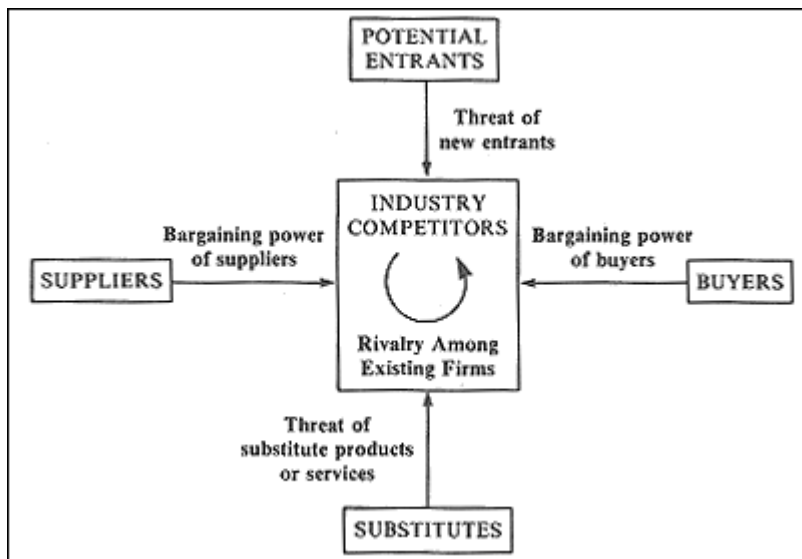 POTENTIAL
ENTRANTS
Threat of
new entrants
INDUSTRY
COMPETITORS
Bargaining power
of suppliers
Bargaining power
of buyers
SUPPLIERS
BUYERS
Rivalry Among
Existing Firms
Threat of
substitute products
or services
SUBSTITUTES